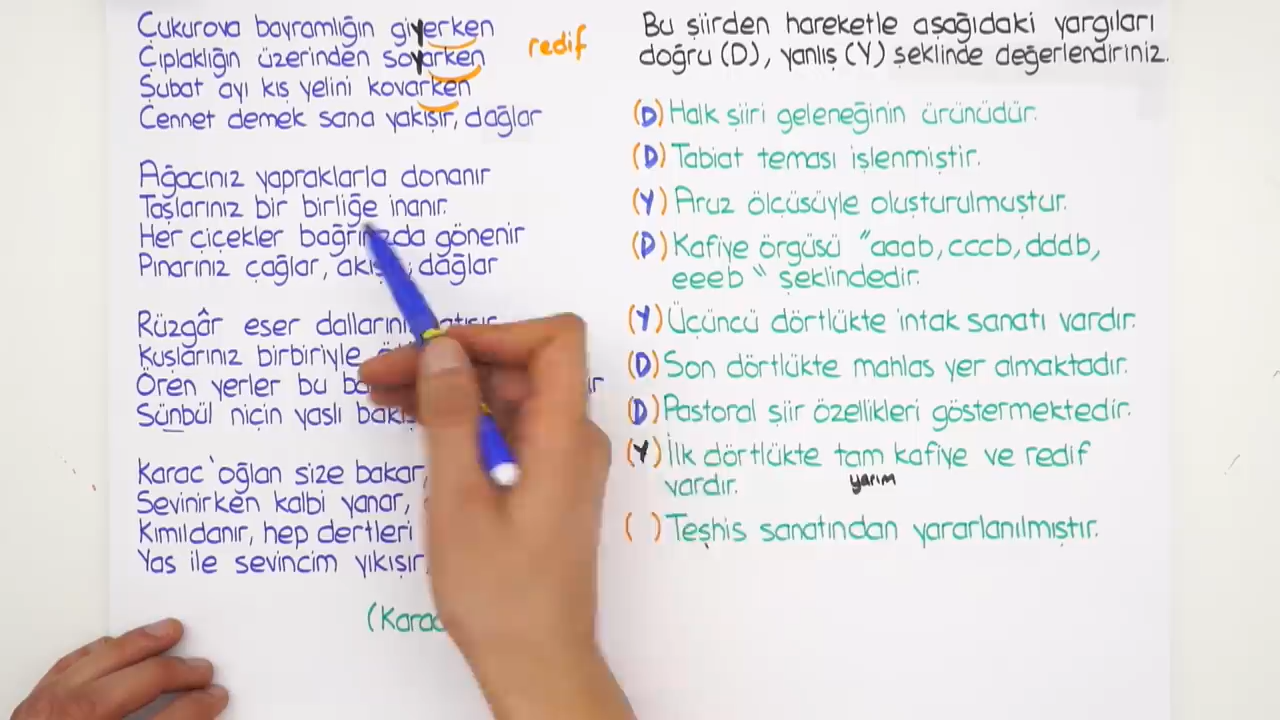 Çukurova bayramlığın giyerken
Çıplaklığın üzerinden soyarken
Şubat ayı kış yelini kovarken
Cennet demek sana yakışır, dağlar
redif
Ağacınız yapraklarla donanır
Taşlarınız bir birliğe inanır.
Her çiçekler bağrınızda gönenir
Pınarınız çağlar, dağlar
Rüzgâr eser
Kuşlarınız birbiriyle
Ören yerler bu
Sünbül niçin yaslı
Karac'oğlan size bakar,
Sevinirken kalbi yanar,
Kımıldanır, hep dertleri
Yas ile sevincim yıkışır,
(Karac
Bu şiirden hareketle aşağıdaki yargıları
doğru (D), yanlış (Y) şeklinde değerlendiriniz.
(D) Halk şiiri geleneğinin ürünüdür.
(D) Tabiat teması işlenmiştir.
(Y) Aruz ölçüsüyle oluşturulmuştur.
(D) Kafiye örgüsü "aaab, cccb, dddb,
eeeb" şeklindedir.
(Y) Üçüncü dörtlükte intak sanatı vardır.
(D) Son dörtlükte mahlas yer almaktadır.
(D) Pastoral şiir özellikleri göstermektedir.
(Y) İlk dörtlükte tam kafiye ve redif
vardır.
yarım
( ) Teşhis sanatından yararlanılmıştır.